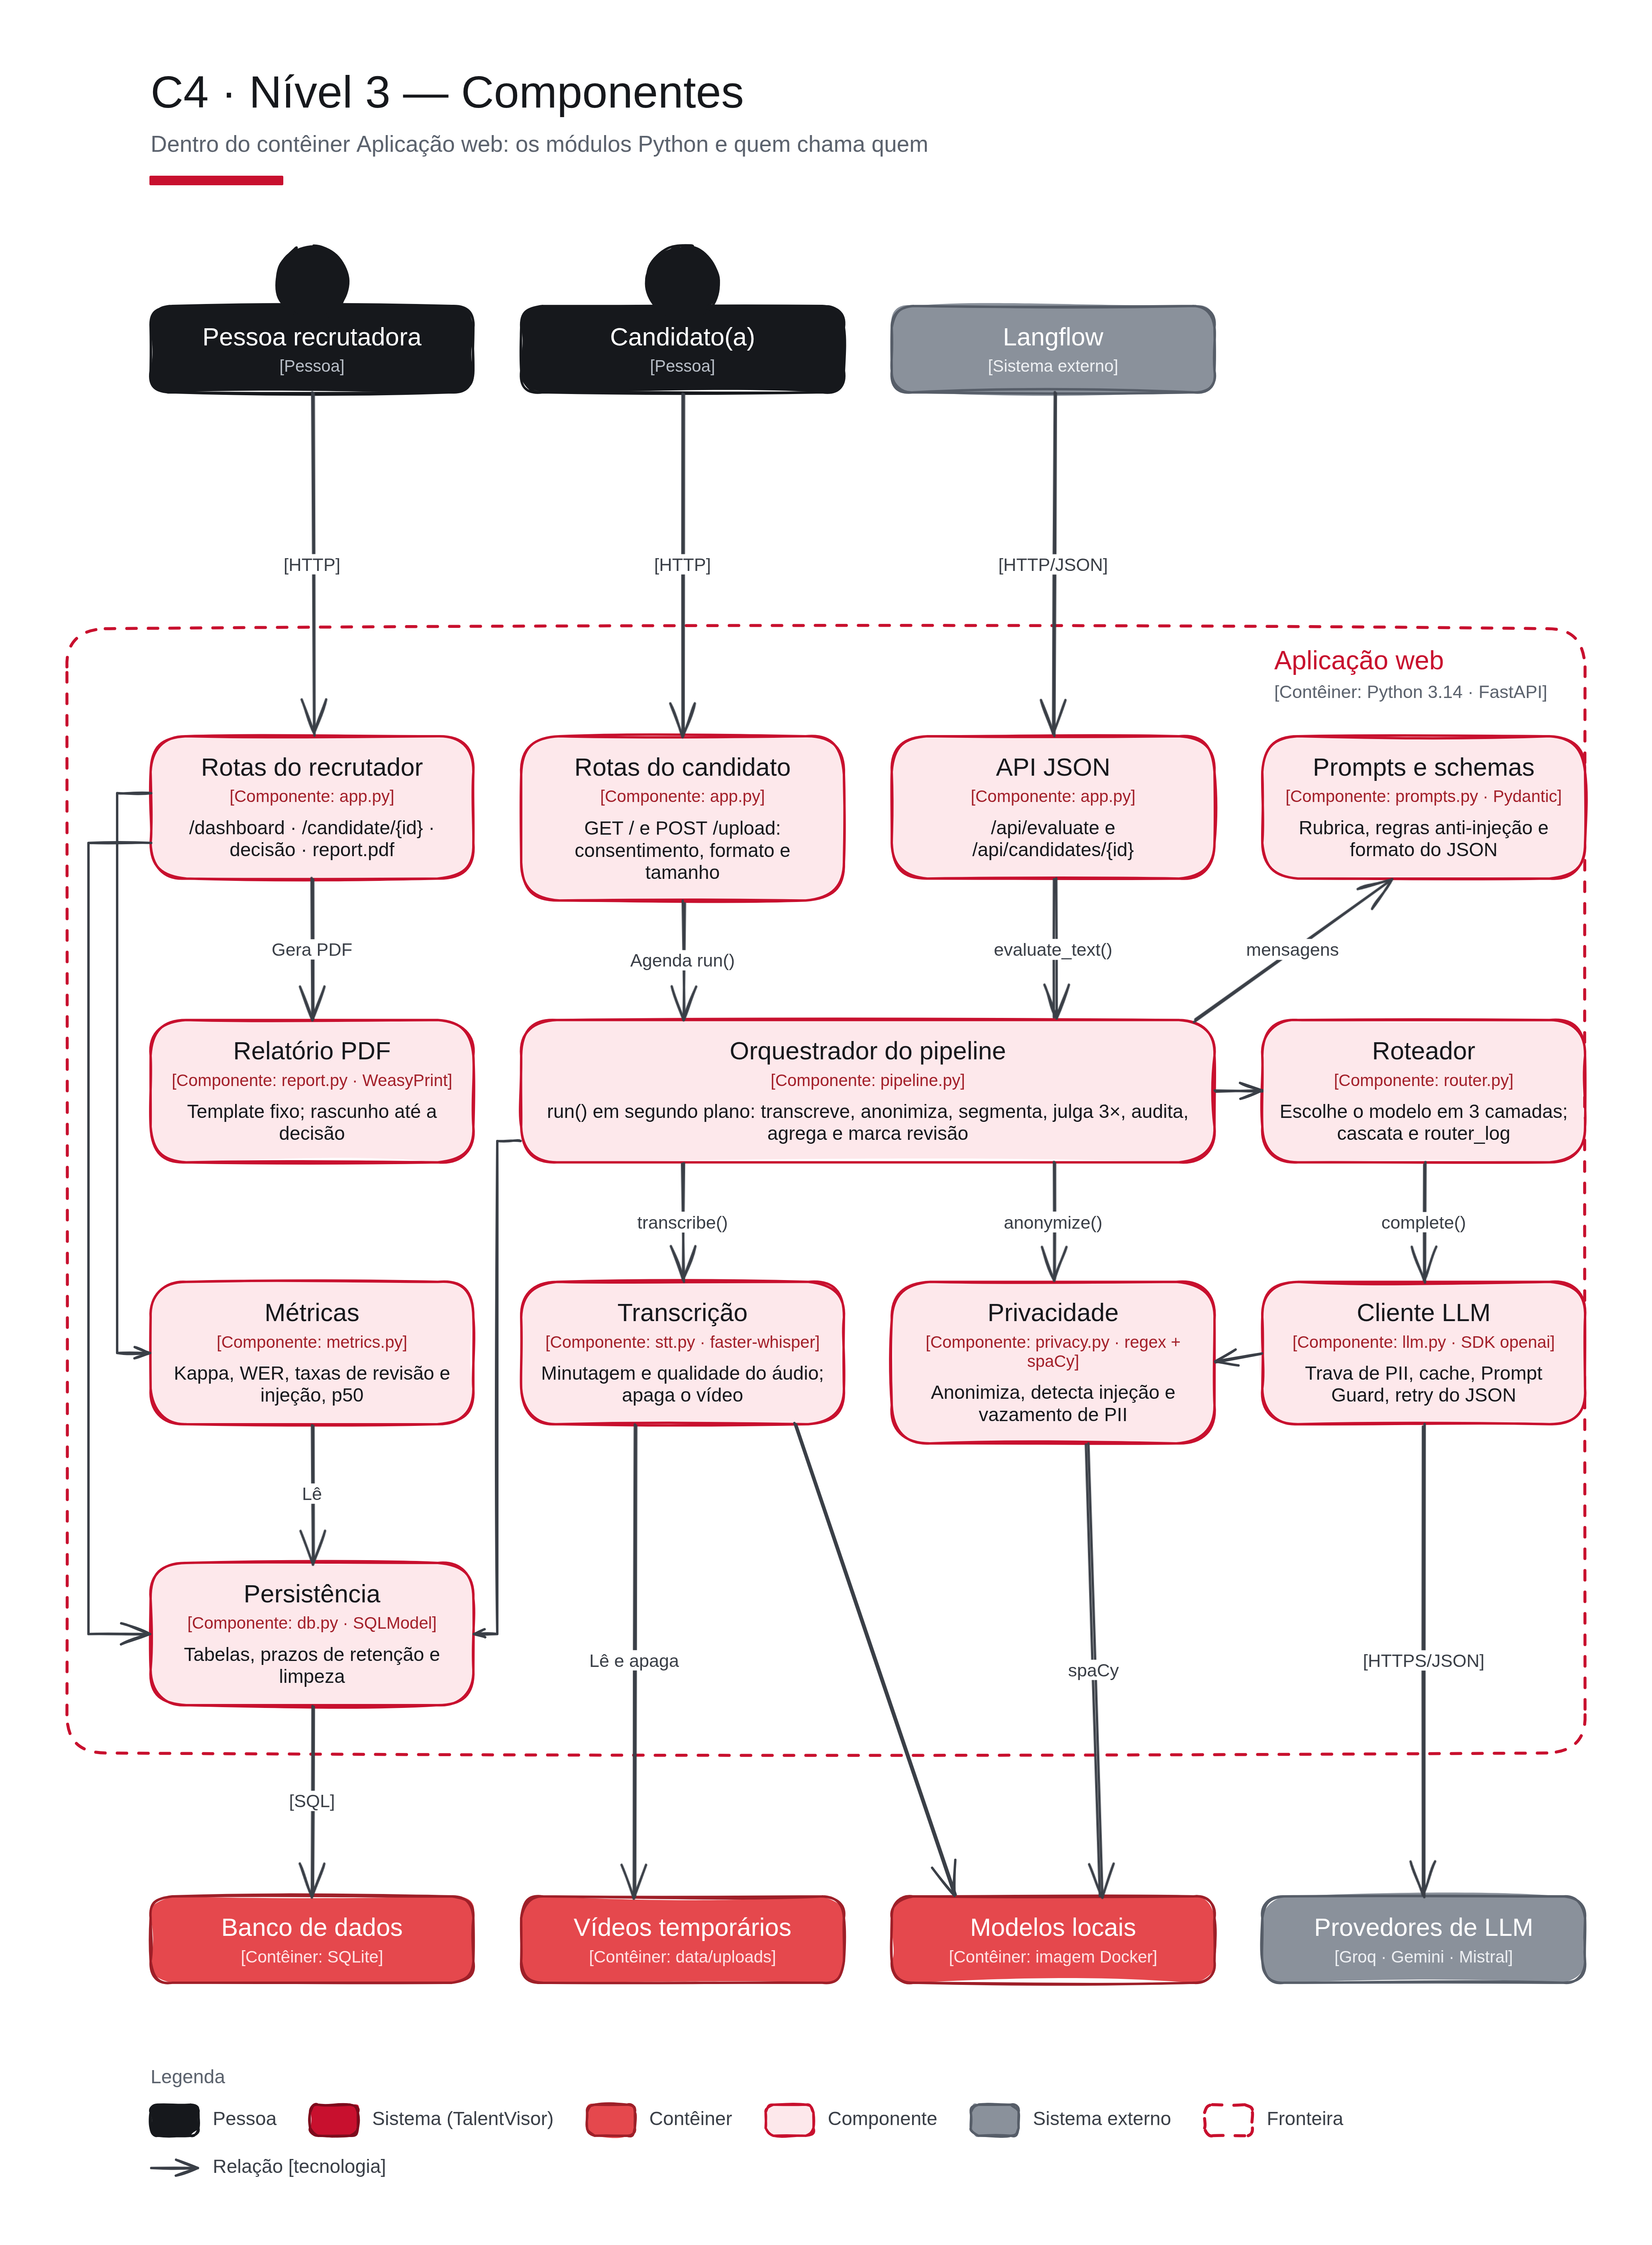 C4 · Nível 3 — Componentes
Dentro do contêiner Aplicação web: os módulos Python e quem chama quem
Pessoa recrutadora
[Pessoa]
Candidato(a)
[Pessoa]
Langflow
[Sistema externo]
[HTTP]
[HTTP]
[HTTP/JSON]
Aplicação web
[Contêiner: Python 3.14 · FastAPI]
Rotas do recrutador
[Componente: app.py]
/dashboard · /candidate/{id} ·
decisão · report.pdf
Rotas do candidato
[Componente: app.py]
GET / e POST /upload:
consentimento, formato e
tamanho
API JSON
[Componente: app.py]
/api/evaluate e
/api/candidates/{id}
Prompts e schemas
[Componente: prompts.py · Pydantic]
Rubrica, regras anti-injeção e
formato do JSON
Gera PDF
Agenda run()
evaluate_text()
mensagens
Relatório PDF
[Componente: report.py · WeasyPrint]
Template fixo; rascunho até a
decisão
Orquestrador do pipeline
[Componente: pipeline.py]
run() em segundo plano: transcreve, anonimiza, segmenta, julga 3×, audita,
agrega e marca revisão
Roteador
[Componente: router.py]
Escolhe o modelo em 3 camadas;
cascata e router_log
transcribe()
anonymize()
complete()
Métricas
[Componente: metrics.py]
Kappa, WER, taxas de revisão e
injeção, p50
Transcrição
[Componente: stt.py · faster-whisper]
Minutagem e qualidade do áudio;
apaga o vídeo
Privacidade
[Componente: privacy.py · regex +
spaCy]
Anonimiza, detecta injeção e
vazamento de PII
Cliente LLM
[Componente: llm.py · SDK openai]
Trava de PII, cache, Prompt
Guard, retry do JSON
Lê
Persistência
[Componente: db.py · SQLModel]
Tabelas, prazos de retenção e
limpeza
Lê e apaga
spaCy
[HTTPS/JSON]
[SQL]
Banco de dados
[Contêiner: SQLite]
Vídeos temporários
[Contêiner: data/uploads]
Modelos locais
[Contêiner: imagem Docker]
Provedores de LLM
[Groq · Gemini · Mistral]
Legenda
Pessoa
Sistema (TalentVisor)
Contêiner
Componente
Sistema externo
Fronteira
Relação [tecnologia]